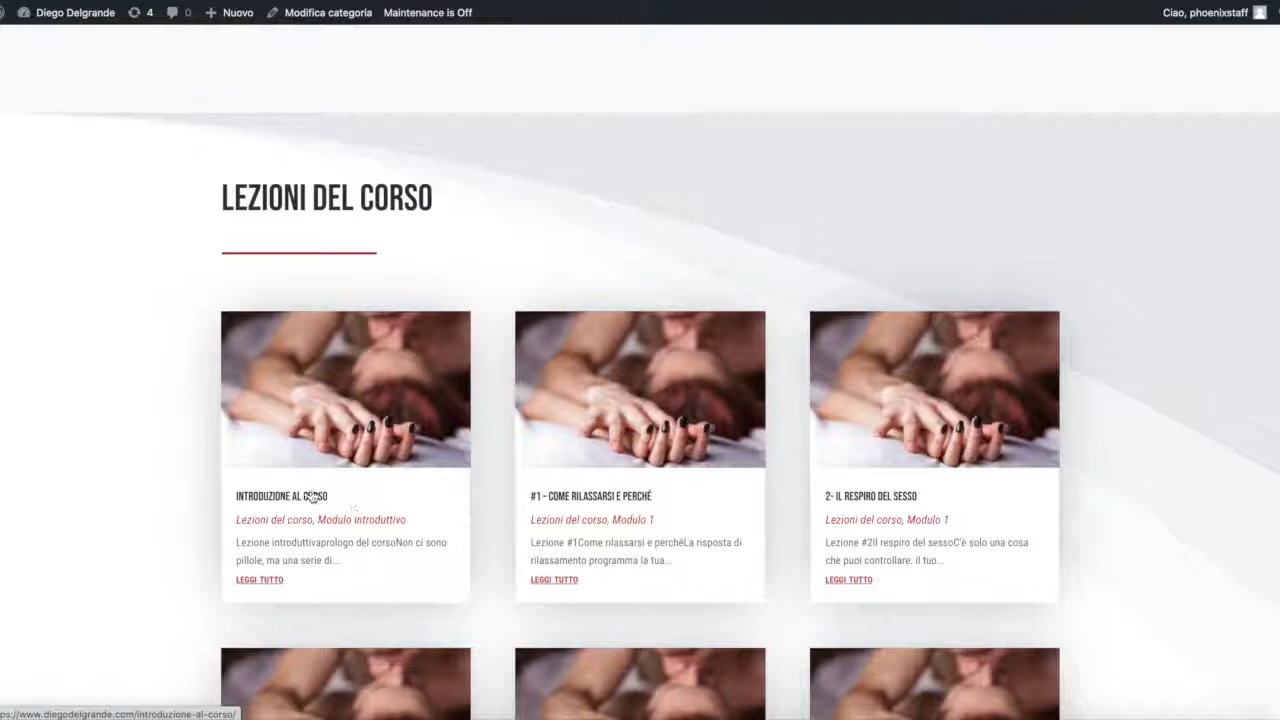 Diego Delgrande 4 0 Nuovo Modifica categoria Maintenance is Off Ciao, phoenixstaff
LEZIONI DEL CORSO
INTRODUZIONE AL CORSO
Lezioni del corso, Modulo introduttivo
Lezione introduttivaprologo del corsoNon ci sono
pillole, ma una serie di...
LEGGI TUTTO
#1 – COME RILASSARSI E PERCHÉ
Lezioni del corso, Modulo 1
Lezione #1Come rilassarsi e perchéLa risposta di
rilassamento programma la tua...
LEGGI TUTTO
2- IL RESPIRO DEL SESSO
Lezioni del corso, Modulo 1
Lezione #2Il respiro del sessoC'è solo una cosa
che puoi controllare: il tuo...
LEGGI TUTTO
ps://www.diegodelgrande.com/introduzione-al-corso/